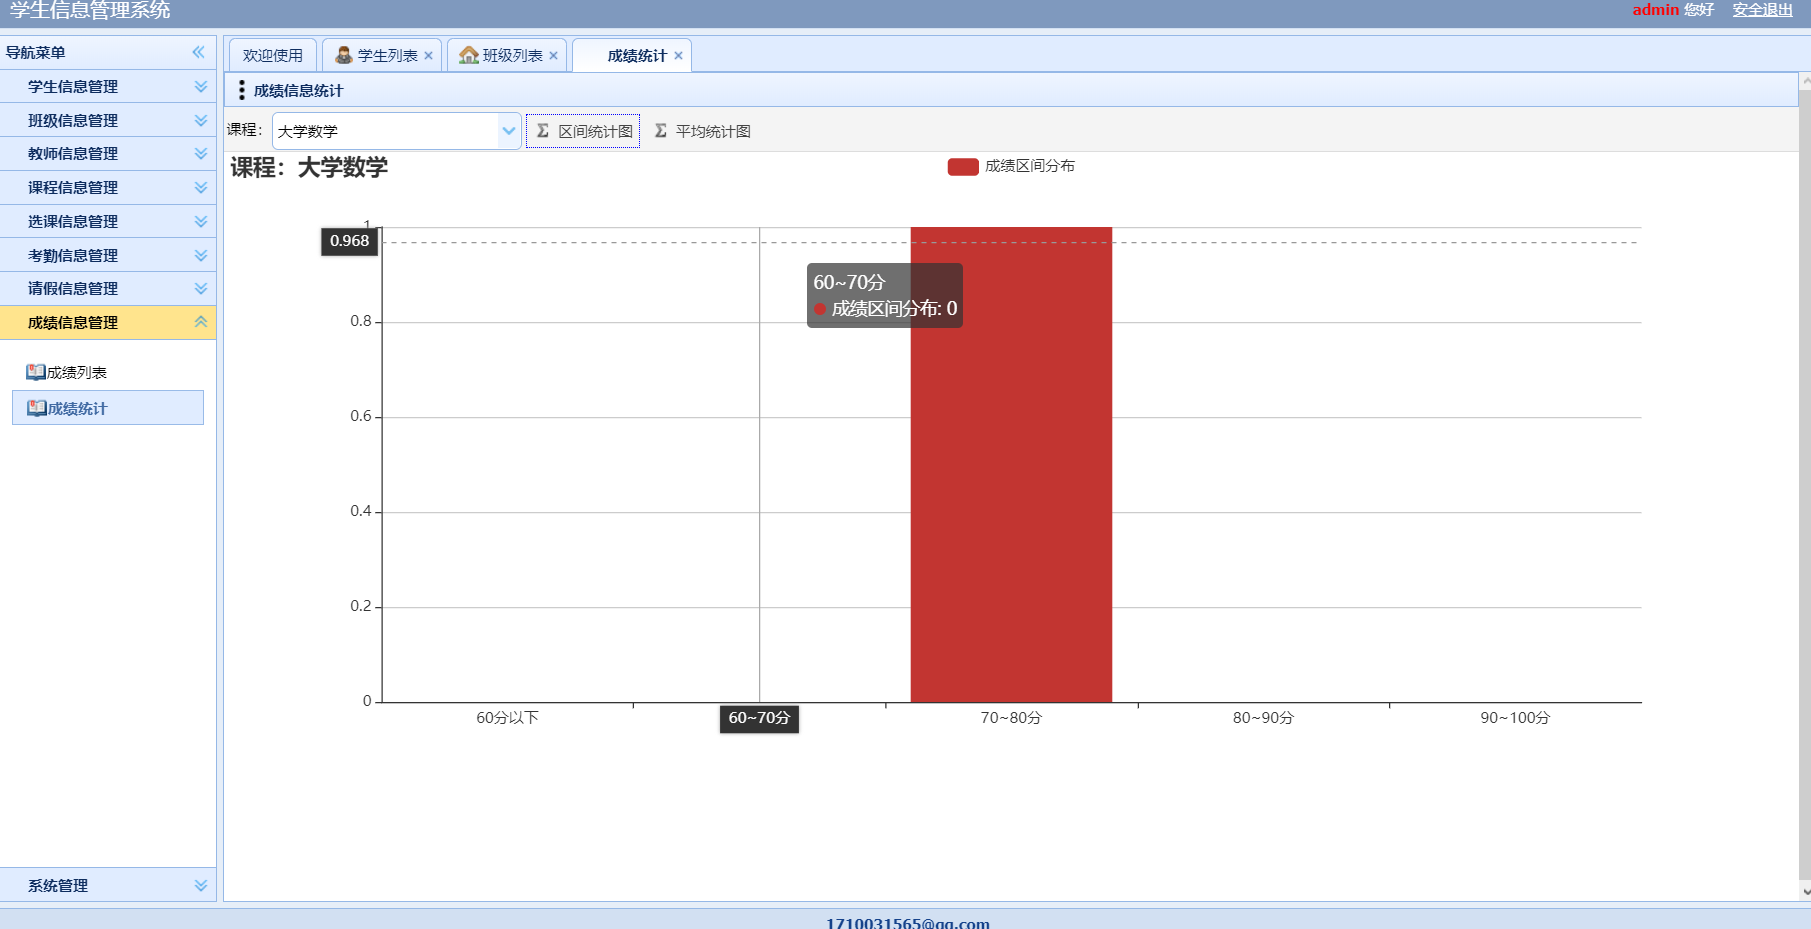 学生信息管理系统
admin 您好 安全退出
导航菜单
学生信息管理
班级信息管理
教师信息管理
课程信息管理
选课信息管理
考勤信息管理
请假信息管理
成绩信息管理
成绩列表
成绩统计
系统管理
欢迎使用 学生列表 班级列表 成绩统计
成绩信息统计
课程： 大学数学 Σ 区间统计图 Σ 平均统计图
课程：大学数学
成绩区间分布
1
0.968
60~70分
成绩区间分布: 0
0.8
0.6
0.4
0.2
0
60分以下 60~70分 70~80分 80~90分 90~100分
1710031565@qq.com